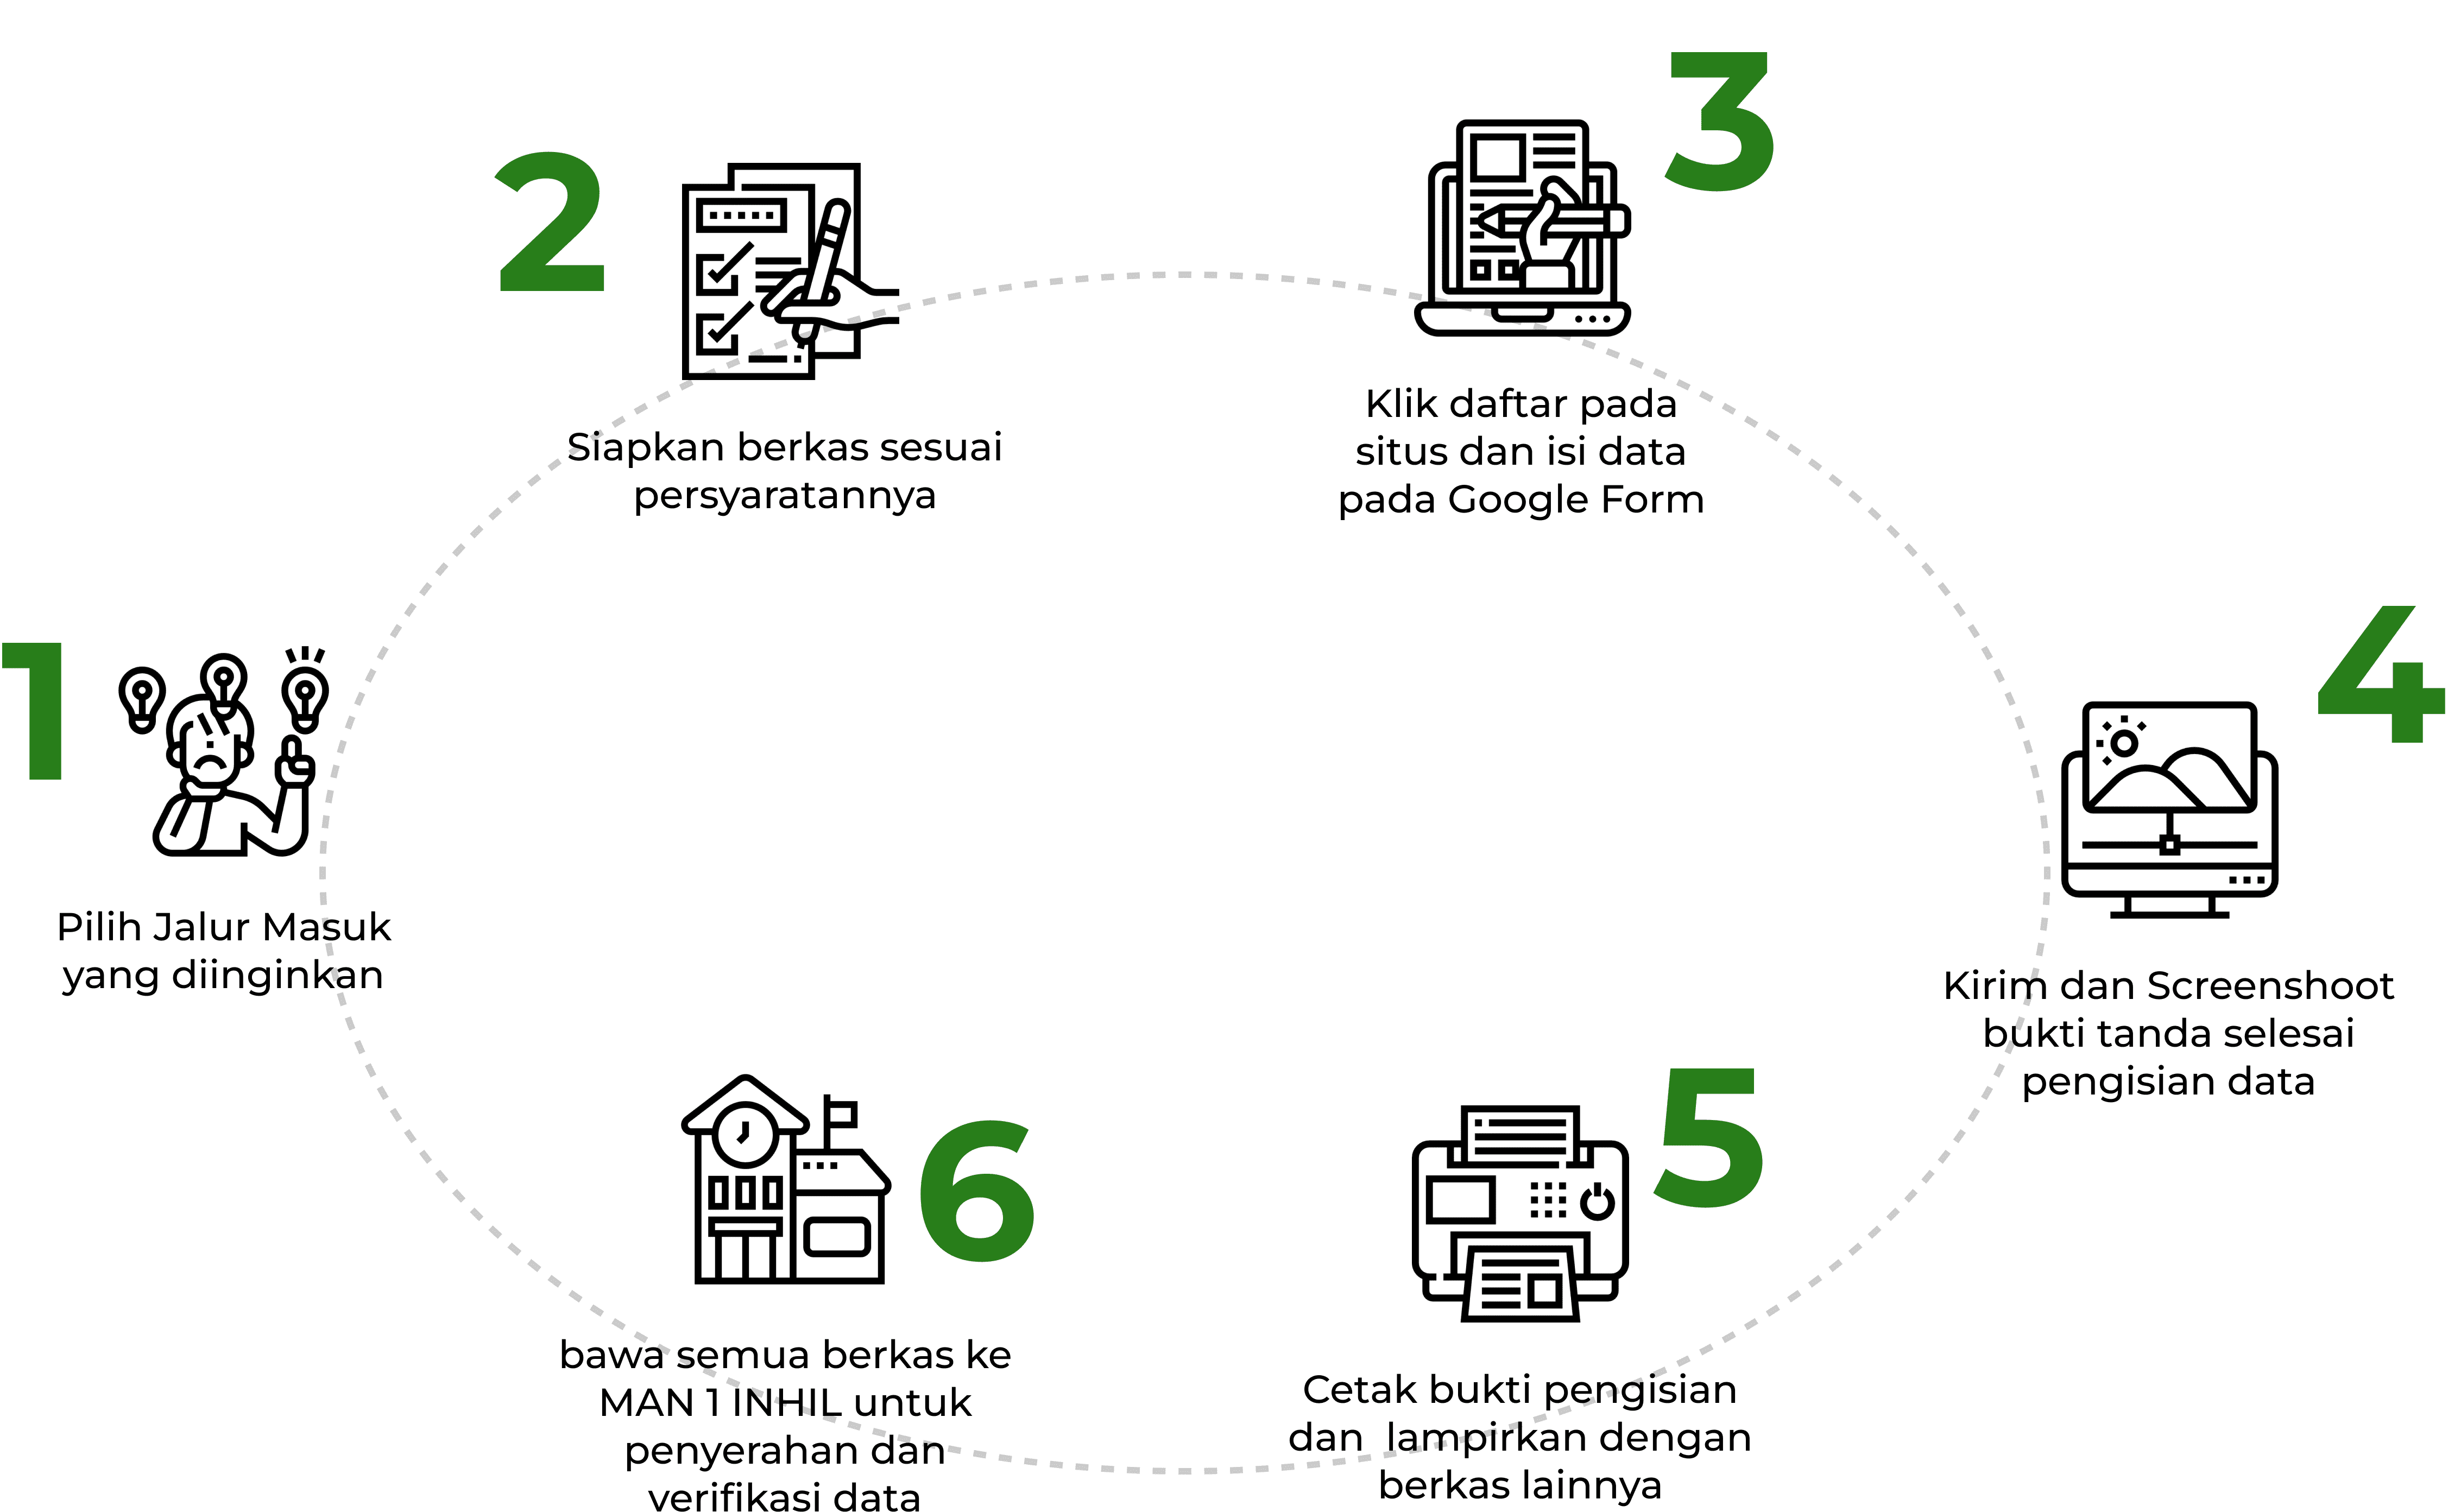 1
Pilih Jalur Masuk
yang diinginkan
2
Siapkan berkas sesuai
persyaratannya
3
Klik daftar pada
situs dan isi data
pada Google Form
4
Kirim dan Screenshoot
bukti tanda selesai
pengisian data
5
Cetak bukti pengisian
dan lampirkan dengan
berkas lainnya
6
bawa semua berkas ke
MAN 1 INHIL untuk
penyerahan dan
verifikasi data